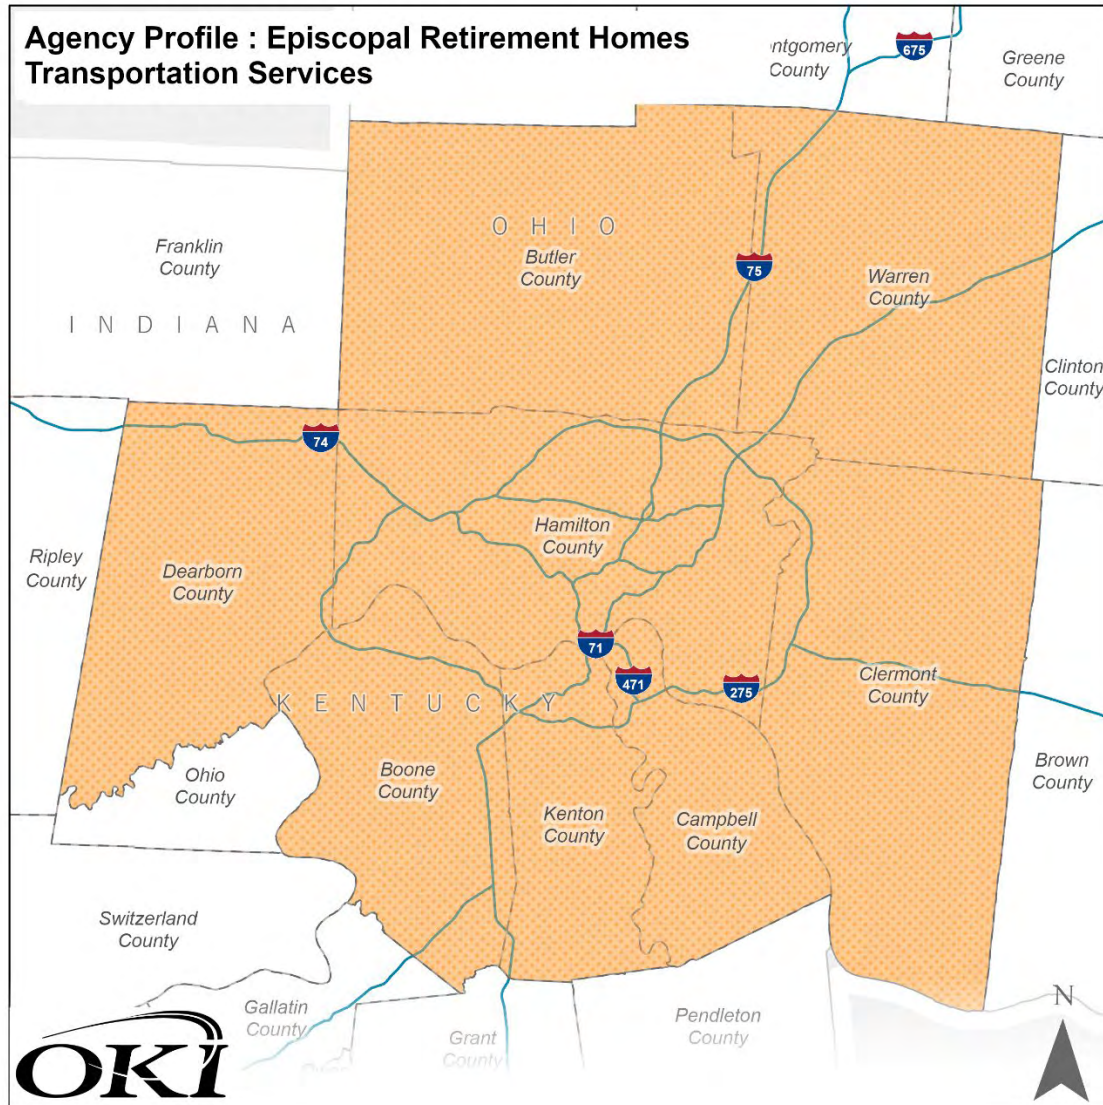 Agency Profile : Episcopal Retirement Homes
Transportation Services
ntgomery
County
675
Greene
County
OHIO
Butler
County
Franklin
County
INDIANA
75
Warren
County
Clinton
County
74
Hamilton
County
Ripley
County
Dearborn
County
71
471
275
Clermont
County
KENTUCKY
Ohio
County
Boone
County
Kenton
County
Campbell
County
Brown
County
Switzerland
County
Gallatin
County
Grant
County
Pendleton
County
N
OKI